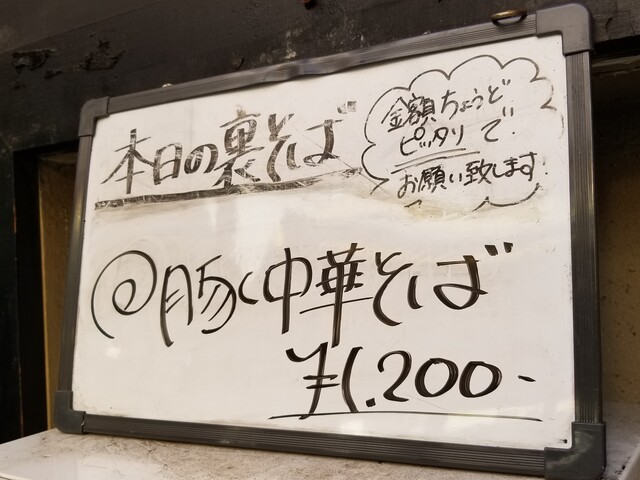 本日の裏そば
金額ちょうど
ピッタリで
お願い致します!
@豚く中華そば
¥1.200-